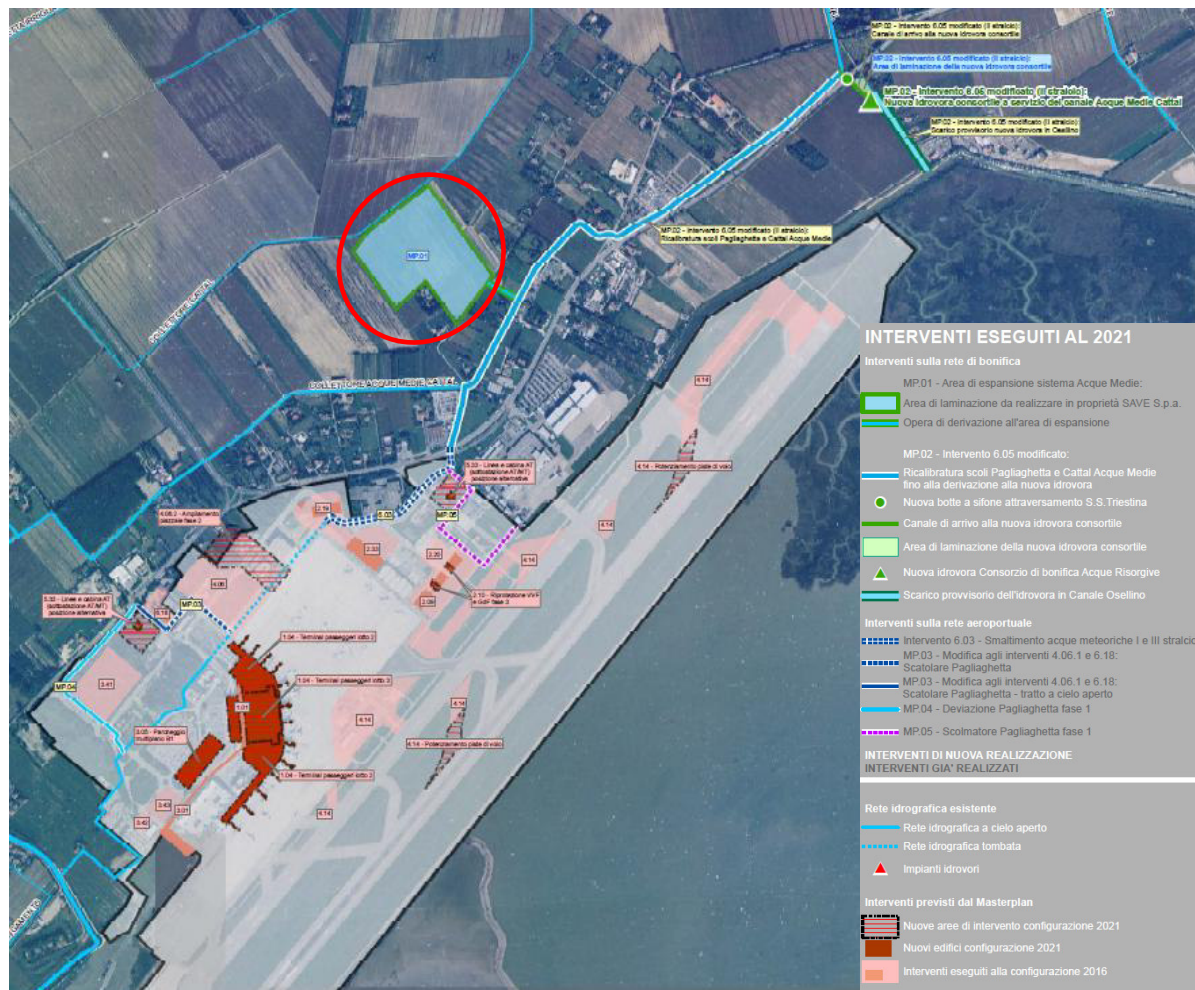 MP.02 - Intervento 6.05 modificato (II stralcio):
Canale di arrivo alla nuova idrovora consortile
MP.02 - Intervento 6.05 modificato (II stralcio):
Area di laminazione della nuova idrovora consortile
MP.02 - Intervento 6.05 modificato (II stralcio):
Nuova idrovora consortile a servizio del canale Acque Medie Cattal
MP.02 - Intervento 6.05 modificato (II stralcio):
Scarico provvisorio nuova idrovora in Osellino
MP.02 - Intervento 6.05 modificato (II stralcio):
Ricalibratura scoli Pagliaghetta e Cattal Acque Medie
MP.01
COLLETTORE CATTAL
COLLETTORE ACQUE MEDIE CATTAL
4.14
4.14 - Potenziamento piste di volo
5.33 - Linea e cabina AT
(sottostazione AT/MT)
posizione alternativa
4.06.2 - Ampliamento
piazzale fase 2
2.19
6.03
MP.05
4.14
2.33
2.20
4.14
4.06
2.10 - Riprotezione VVF
e GdF fase 3
2.09
5.33 - Linea e cabina AT
(sottostazione AT/MT)
posizione alternativa
6.18
MP.03
1.04 - Terminal passeggeri lotto 2
3.41
MP.04
1.04 - Terminal passeggeri lotto 3
1.01
4.14
4.14
3.05 - Parcheggio
multipiano B1
4.14 - Potenziamento piste di volo
1.04 - Terminal passeggeri lotto 2
3.43
3.01
3.42
4.14
INTERVENTI ESEGUITI AL 2021
Interventi sulla rete di bonifica
MP.01 - Area di espansione sistema Acque Medie:
Area di laminazione da realizzare in proprietà SAVE S.p.a.
Opera di derivazione all'area di espansione
MP.02 - Intervento 6.05 modificato:
Ricalibratura scoli Pagliaghetta e Cattal Acque Medie
fino alla derivazione alla nuova idrovora
Nuova botte a sifone attraversamento S.S.Triestina
Canale di arrivo alla nuova idrovora consortile
Area di laminazione della nuova idrovora consortile
Nuova idrovora Consorzio di bonifica Acque Risorgive
Scarico provvisorio dell'idrovora in Canale Osellino
Interventi sulla rete aeroportuale
Intervento 6.03 - Smaltimento acque meteoriche I e III stralcio
MP.03 - Modifica agli interventi 4.06.1 e 6.18:
Scatolare Pagliaghetta
MP.03 - Modifica agli interventi 4.06.1 e 6.18:
Scatolare Pagliaghetta - tratto a cielo aperto
MP.04 - Deviazione Pagliaghetta fase 1
MP.05 - Scolmatore Pagliaghetta fase 1
INTERVENTI DI NUOVA REALIZZAZIONE
INTERVENTI GIA' REALIZZATI
Rete idrografica esistente
Rete idrografica a cielo aperto
Rete idrografica tombata
Impianti idrovori
Interventi previsti dal Masterplan
Nuove aree di intervento configurazione 2021
Nuovi edifici configurazione 2021
Interventi eseguiti alla configurazione 2016